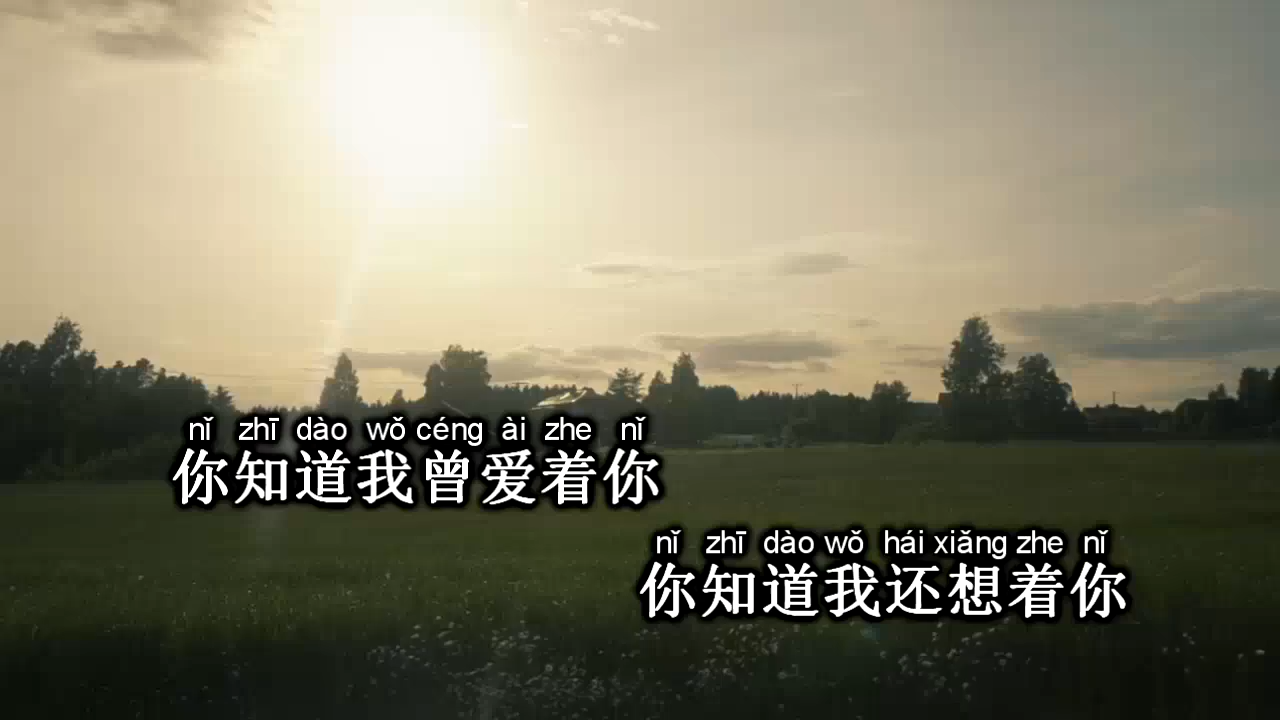 nǐ zhī dào wǒ céng ài zhe nǐ
你知道我曾爱着你
nǐ zhī dào wǒ hái xiǎng zhe nǐ
你知道我还想着你